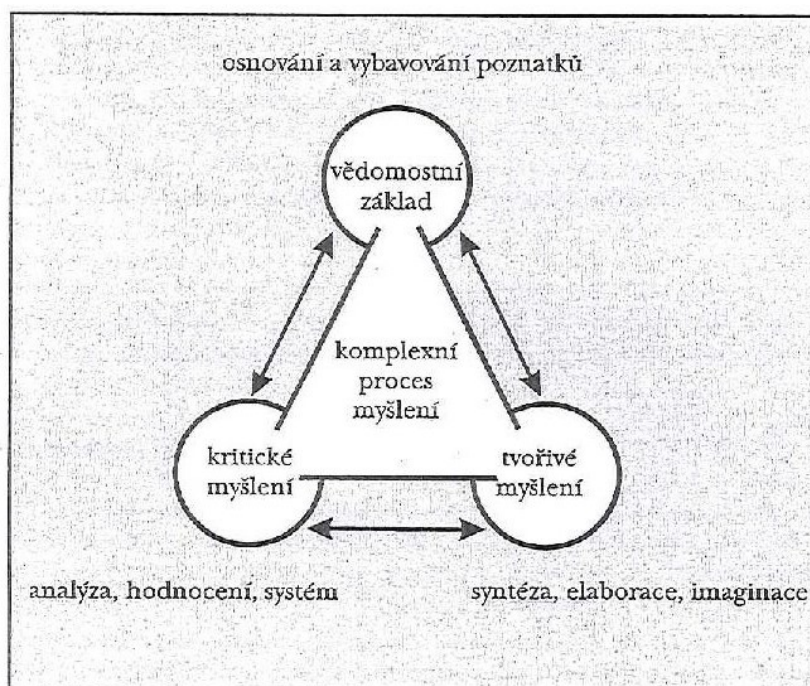 osnování a vybavování poznatků
vědomostní
základ
komplexní
proces
myšlení
kritické
myšlení
tvořivé
myšlení
analýza, hodnocení, systém
syntéza, elaborace, imaginace